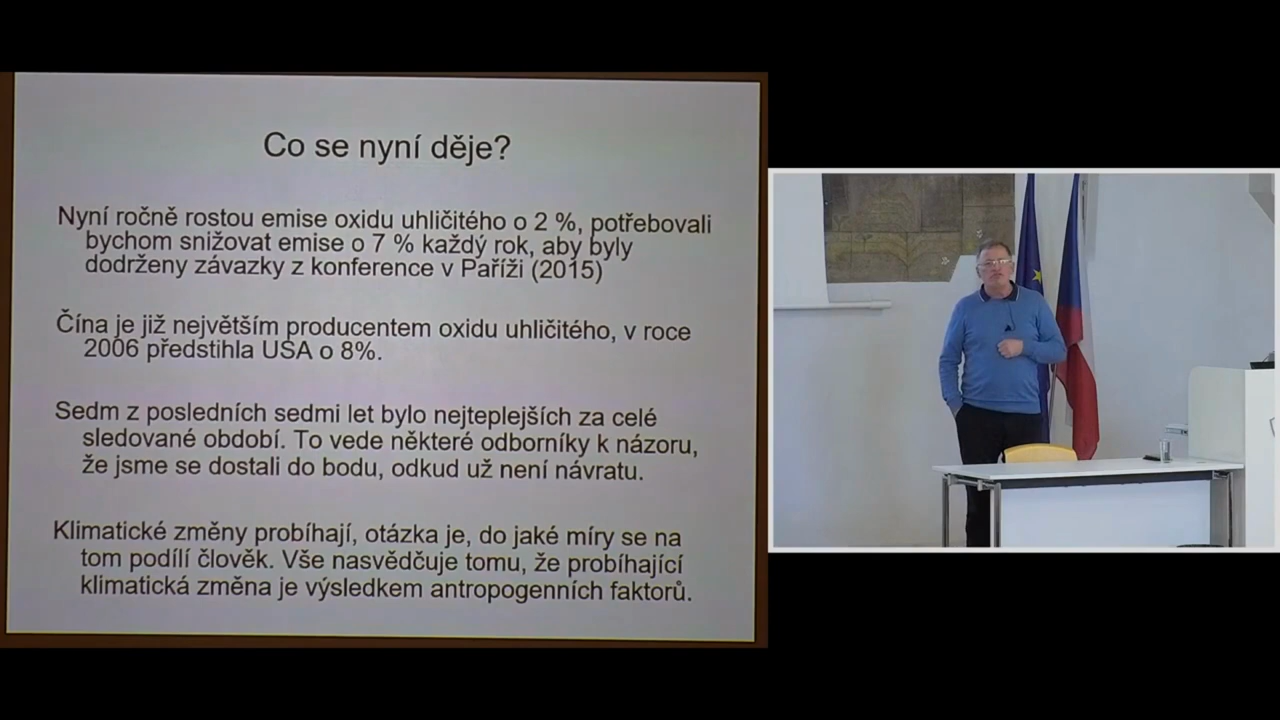 Co se nyní děje?
Nyní ročně rostou emise oxidu uhličitého o 2 %, potřebovali
bychom snižovat emise o 7 % každý rok, aby byly
dodrženy závazky z konference v Paříži (2015)
Čína je již největším producentem oxidu uhličitého, v roce
2006 předstihla USA o 8%.
Sedm z posledních sedmi let bylo nejteplejších za celé
sledované období. To vede některé odborníky k názoru,
že jsme se dostali do bodu, odkud už není návratu.
Klimatické změny probíhají, otázka je, do jaké míry se na
tom podílí člověk. Vše nasvědčuje tomu, že probíhající
klimatická změna je výsledkem antropogenních faktorů.